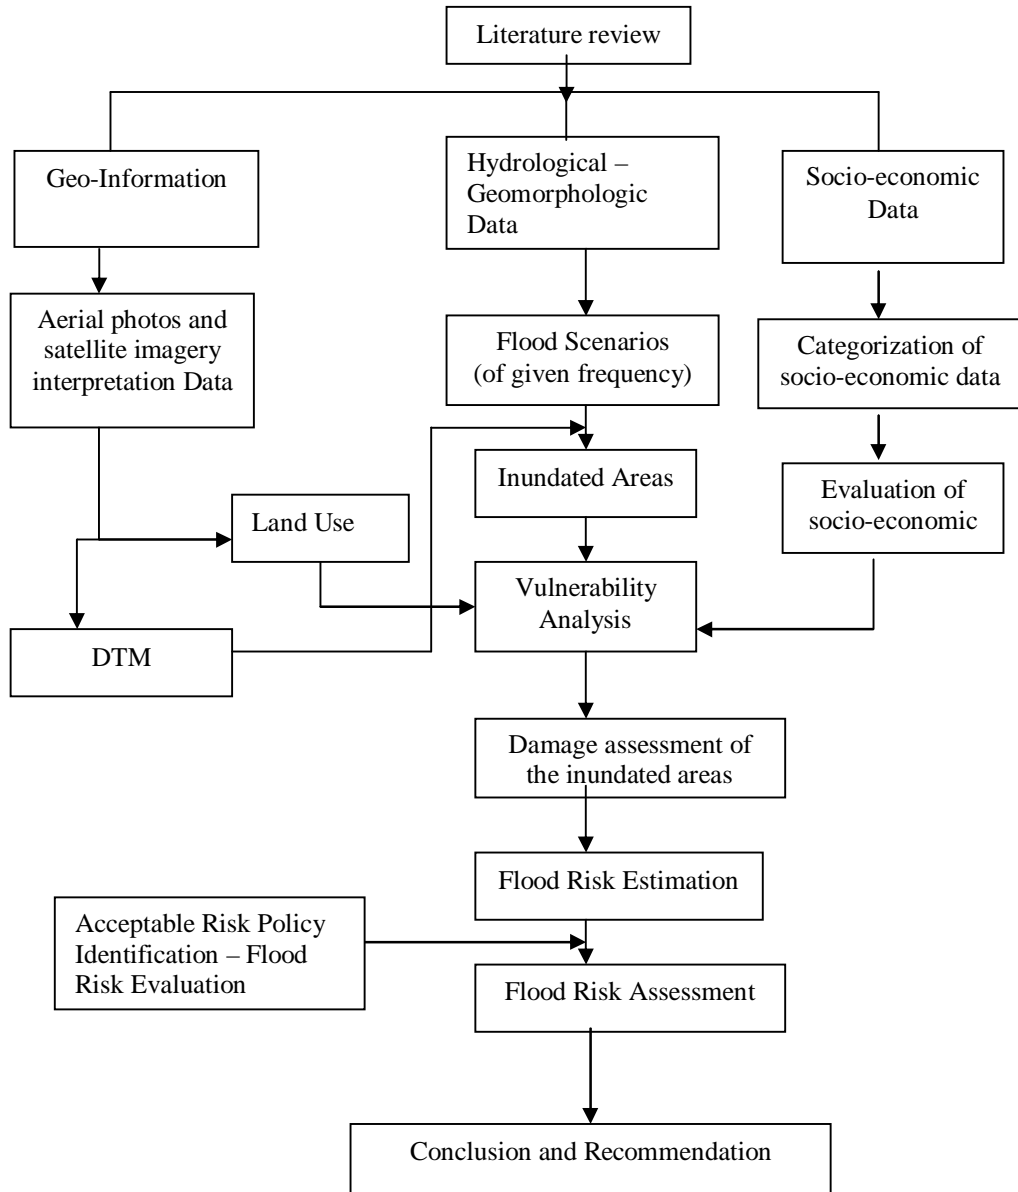 Literature review
Geo-Information
Hydrological –
Geomorphologic
Data
Socio-economic
Data
Aerial photos and
satellite imagery
interpretation Data
Flood Scenarios
(of given frequency)
Categorization of
socio-economic data
Inundated Areas
Evaluation of
socio-economic
Land Use
Vulnerability
Analysis
DTM
Damage assessment of
the inundated areas
Flood Risk Estimation
Acceptable Risk Policy
Identification – Flood
Risk Evaluation
Flood Risk Assessment
Conclusion and Recommendation